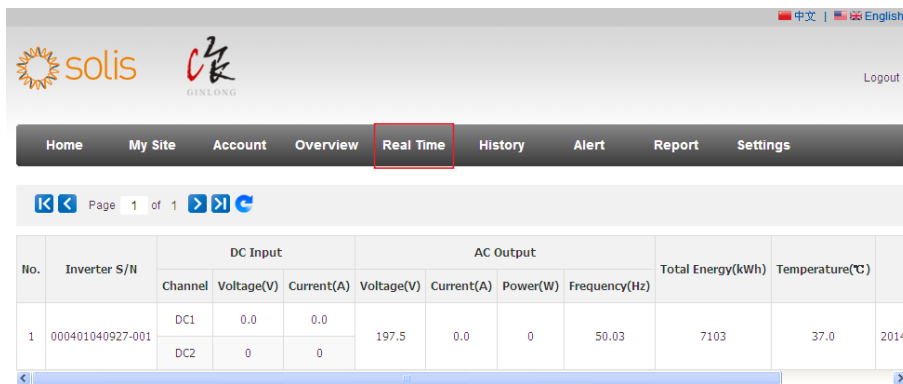 中文 | English
solis
GINLONG
Logout
Home My Site Account Overview Real Time History Alert Report Settings
Page 1 of 1
No. Inverter S/N DC Input AC Output Total Energy(kWh) Temperature(℃)
Channel Voltage(V) Current(A) Voltage(V) Current(A) Power(W) Frequency(Hz)
1 000401040927-001 DC1 0.0 0.0 197.5 0.0 0 50.03 7103 37.0 2014
DC2 0 0